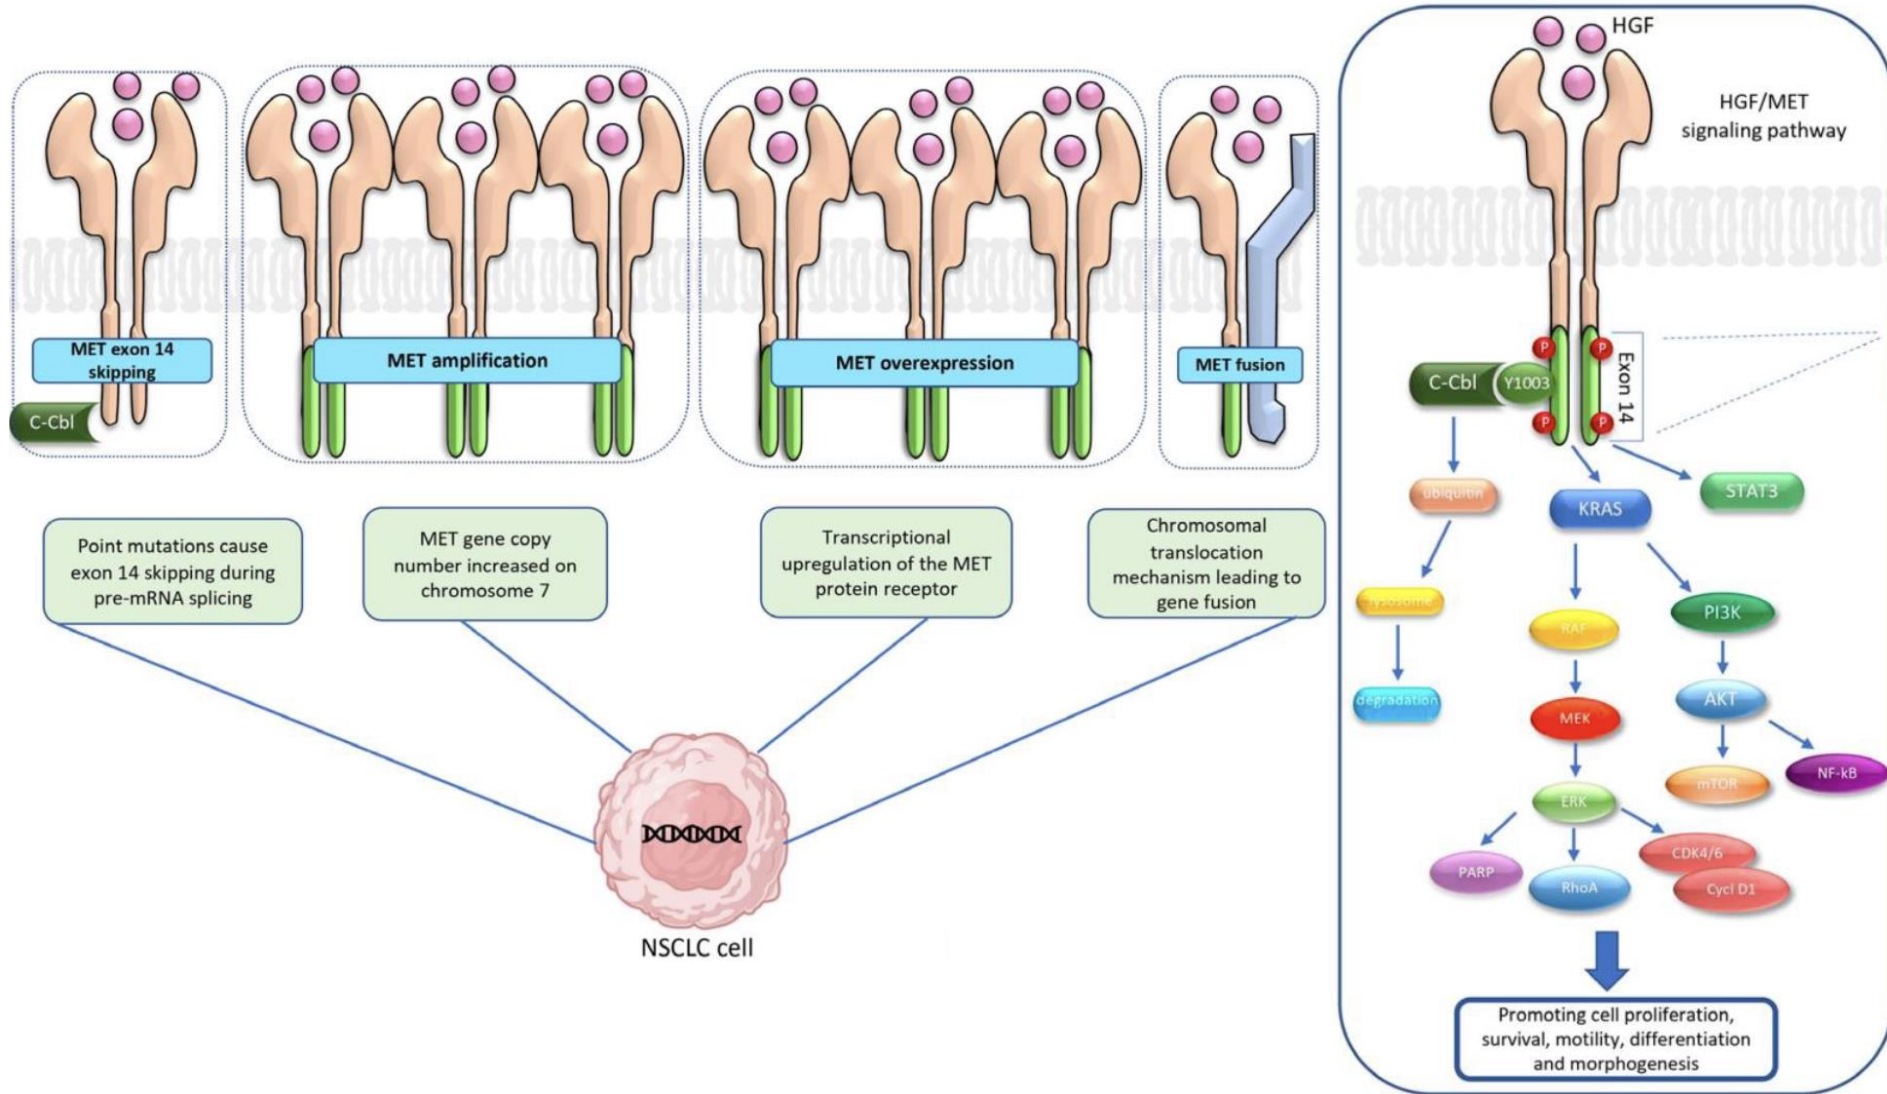 MET exon 14
skipping
C-Cbl
MET amplification
MET overexpression
MET fusion
Point mutations cause
exon 14 skipping during
pre-mRNA splicing
MET gene copy
number increased on
chromosome 7
Transcriptional
upregulation of the MET
protein receptor
Chromosomal
translocation
mechanism leading to
gene fusion
NSCLC cell
HGF
HGF/MET
signaling pathway
P
P
C-Cbl
Y1003
Exon 14
P
P
ubiquitin
KRAS
STAT3
lysosome
RAF
PI3K
degradation
MEK
AKT
mTOR
NF-kB
ERK
PARP
RhoA
CDK4/6
Cycl D1
Promoting cell proliferation,
survival, motility, differentiation
and morphogenesis